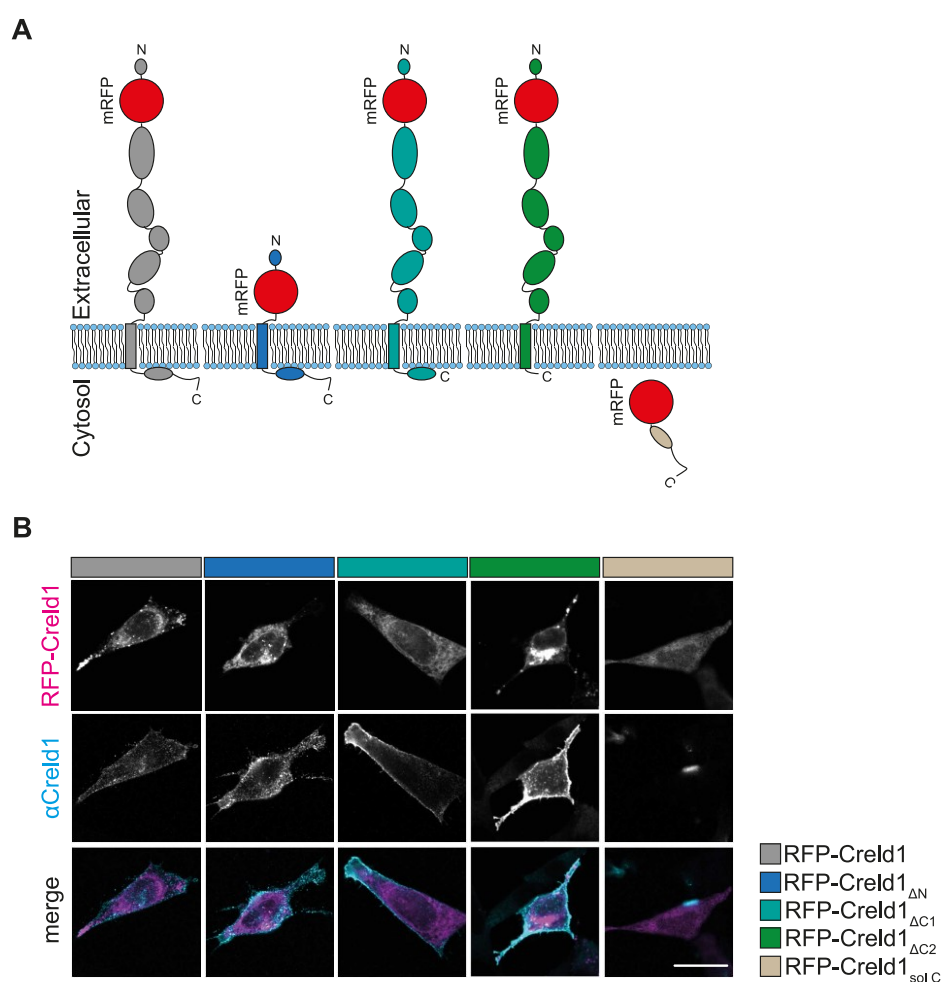 A
N
N
N
mRFP
mRFP
mRFP
N
mRFP
Extracellular
Cytosol
C
C
C
C
mRFP
C
B
RFP-Creld1
αCreld1
merge
RFP-Creld1
RFP-Creld1ΔN
RFP-Creld1ΔC1
RFP-Creld1ΔC2
RFP-Creld1sol C